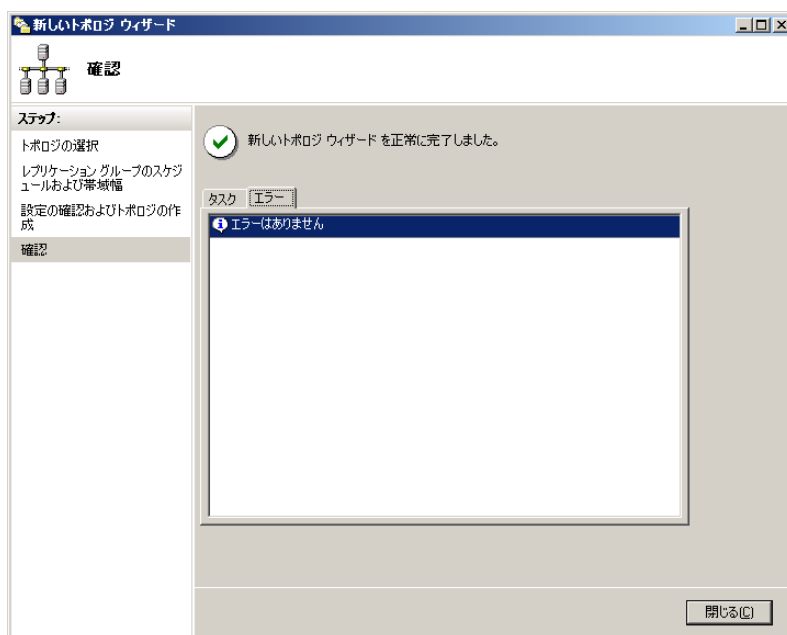 新しいトポロジ ウィザード
確認
ステップ:
トポロジの選択
レプリケーション グループのスケジ
ュールおよび帯域幅
設定の確認およびトポロジの作
成
確認
新しいトポロジ ウィザード を正常に完了しました。
タスク エラー
エラーはありません
閉じる(C)